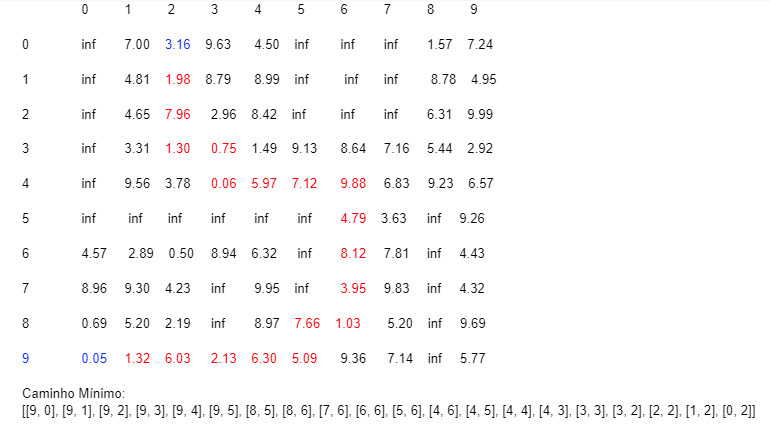 0 1 2 3 4 5 6 7 8 9
0 inf 7.00 3.16 9.63 4.50 inf inf inf 1.57 7.24
1 inf 4.81 1.98 8.79 8.99 inf inf inf 8.78 4.95
2 inf 4.65 7.96 2.96 8.42 inf inf inf 6.31 9.99
3 inf 3.31 1.30 0.75 1.49 9.13 8.64 7.16 5.44 2.92
4 inf 9.56 3.78 0.06 5.97 7.12 9.88 6.83 9.23 6.57
5 inf inf inf inf inf inf 4.79 3.63 inf 9.26
6 4.57 2.89 0.50 8.94 6.32 inf 8.12 7.81 inf 4.43
7 8.96 9.30 4.23 inf 9.95 inf 3.95 9.83 inf 4.32
8 0.69 5.20 2.19 inf 8.97 7.66 1.03 5.20 inf 9.69
9 0.05 1.32 6.03 2.13 6.30 5.09 9.36 7.14 inf 5.77
Caminho Mínimo:
[[9, 0], [9, 1], [9, 2], [9, 3], [9, 4], [9, 5], [8, 5], [8, 6], [7, 6], [6, 6], [5, 6], [4, 6], [4, 5], [4, 4], [4, 3], [3, 3], [3, 2], [2, 2], [1, 2], [0, 2]]